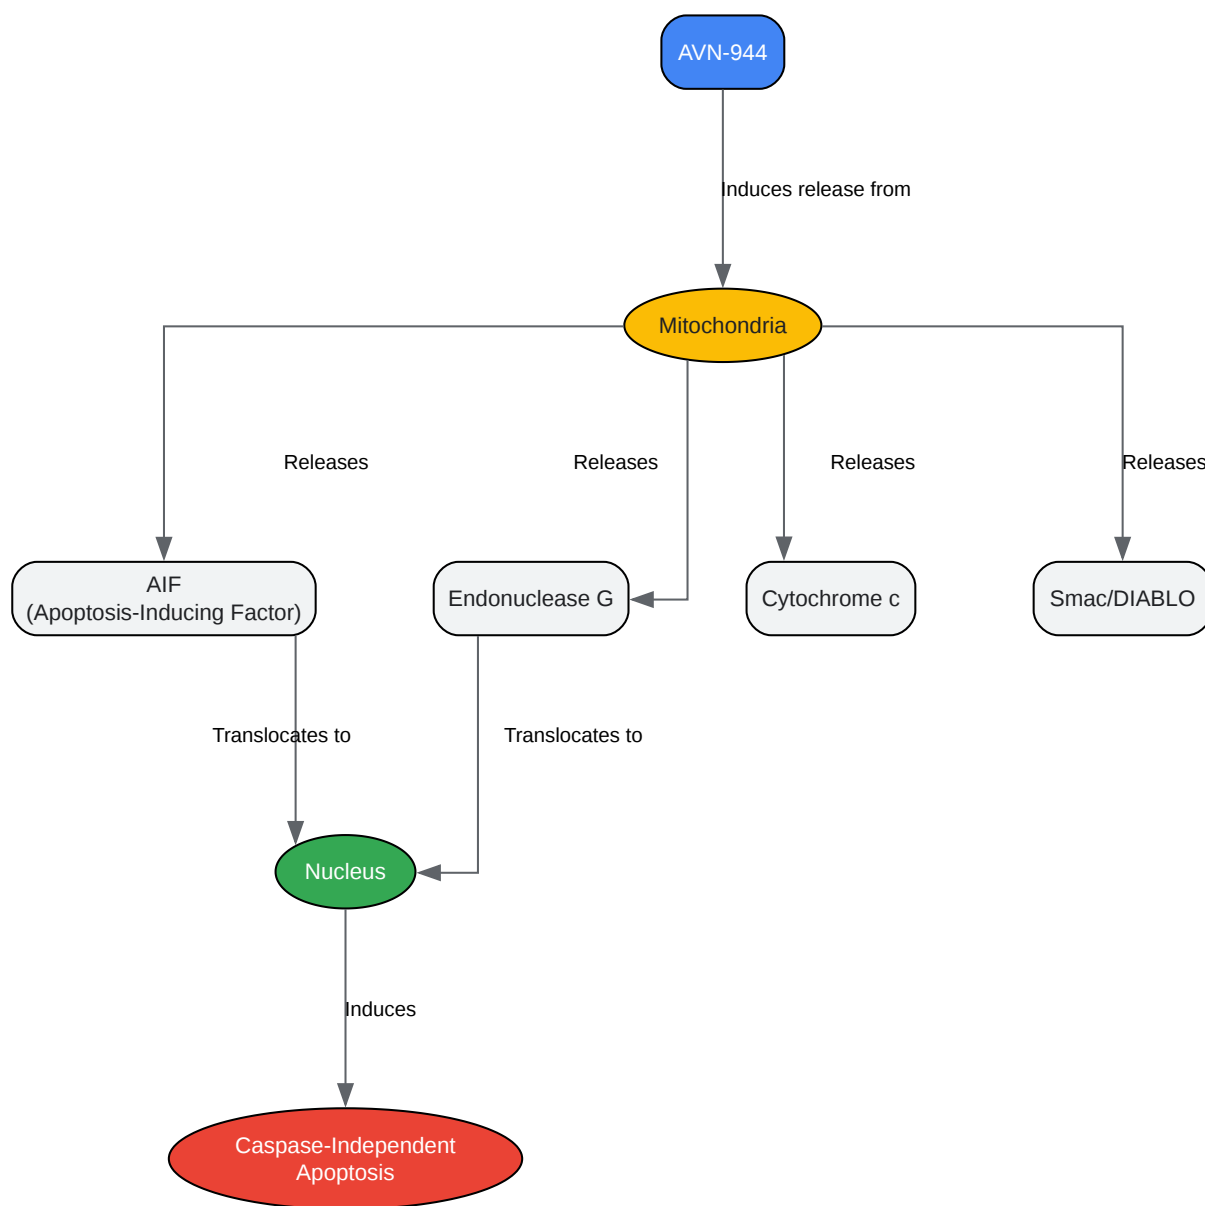 AVN-944
Induces release from
Mitochondria
Releases
Releases
Releases
Releases
AIF
(Apoptosis-Inducing Factor)
Endonuclease G
Cytochrome c
Smac/DIABLO
Translocates to
Translocates to
Nucleus
Induces
Caspase-Independent
Apoptosis